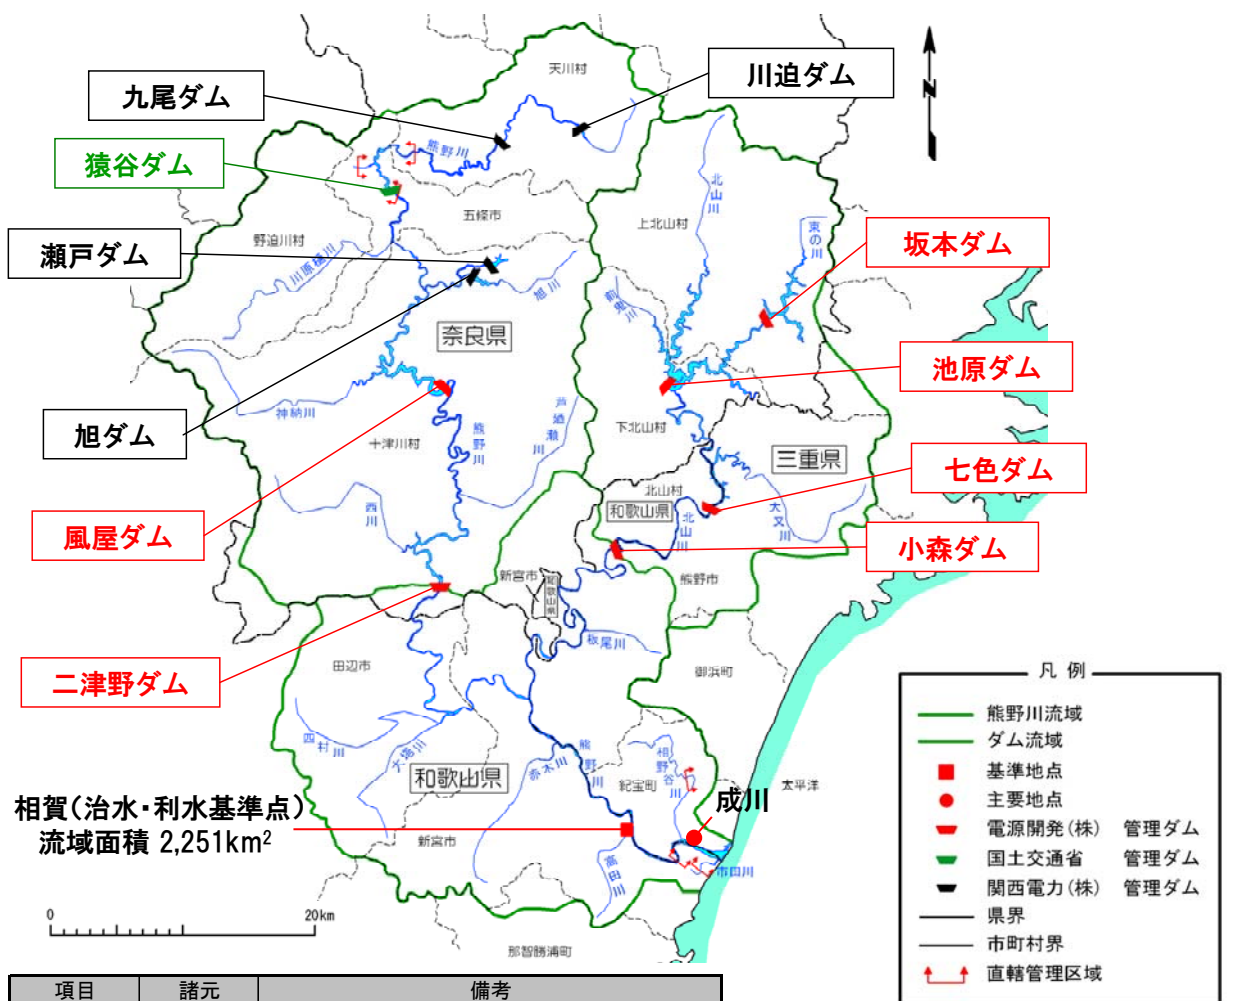 天川村
川迫ダム
九尾ダム
N
熊野川
猿谷ダム
北山川
五條市
上北山村
東の川
野迫川村
坂本ダム
瀬戸ダム
川原樋川
旭川
前鬼川
奈良県
池原ダム
旭ダム
神納川
十津川村
熊野川
芦廼瀬川
下北山村
三重県
七色ダム
北山村
和歌山県
風屋ダム
西川
北山川
大又川
小森ダム
新宮市
和歌山県
熊野市
板尾川
田辺市
御浜町
二津野ダム
凡 例
熊野川流域
ダム流域
基準地点
主要地点
電源開発(株) 管理ダム
国土交通省 管理ダム
関西電力(株) 管理ダム
県界
市町村界
直轄管理区域
四村川
大塔川
赤木川
熊野川
相野谷川
和歌山県
紀宝町
太平洋
成川
相賀(治水・利水基準点)
流域面積 2,251km²
新宮市
高田川
市田川
0
20km
那智勝浦町
項目
諸元
備考